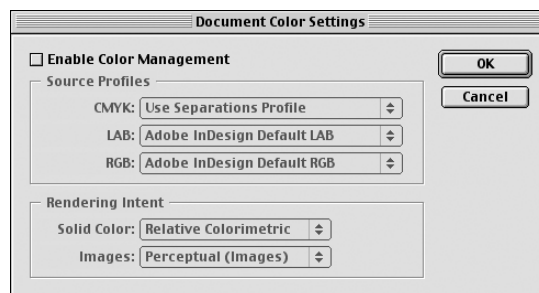 Document Color Settings
Enable Color Management
OK
Source Profiles
Cancel
CMYK: Use Separations Profile
LAB: Adobe InDesign Default LAB
RGB: Adobe InDesign Default RGB
Rendering Intent
Solid Color: Relative Colorimetric
Images: Perceptual (Images)